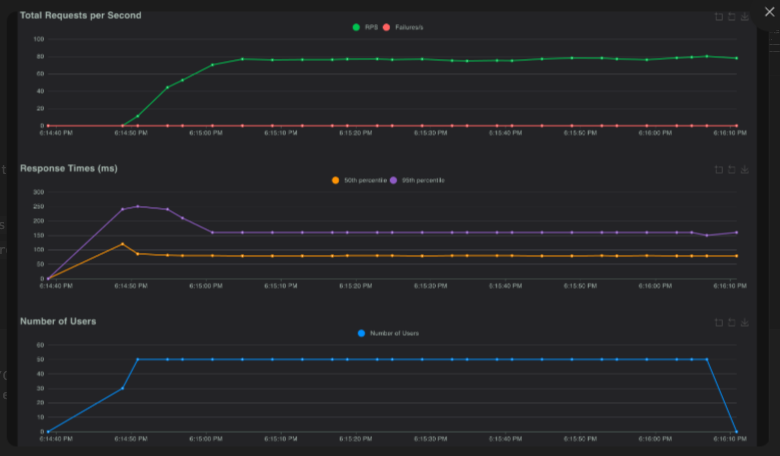 Total Requests per Second
RPS Failures/s
100
80
60
40
20
0
6:14:40 PM 6:14:50 PM 6:15:00 PM 6:15:10 PM 6:15:20 PM 6:15:30 PM 6:15:40 PM 6:15:50 PM 6:16:00 PM 6:16:10 PM
Response Times (ms)
50th percentile 95th percentile
300
250
200
150
100
50
0
6:14:40 PM 6:14:50 PM 6:15:00 PM 6:15:10 PM 6:15:20 PM 6:15:30 PM 6:15:40 PM 6:15:50 PM 6:16:00 PM 6:16:10 PM
Number of Users
Number of Users
60
50
40
30
20
10
0
6:14:40 PM 6:14:50 PM 6:15:00 PM 6:15:10 PM 6:15:20 PM 6:15:30 PM 6:15:40 PM 6:15:50 PM 6:16:00 PM 6:16:10 PM